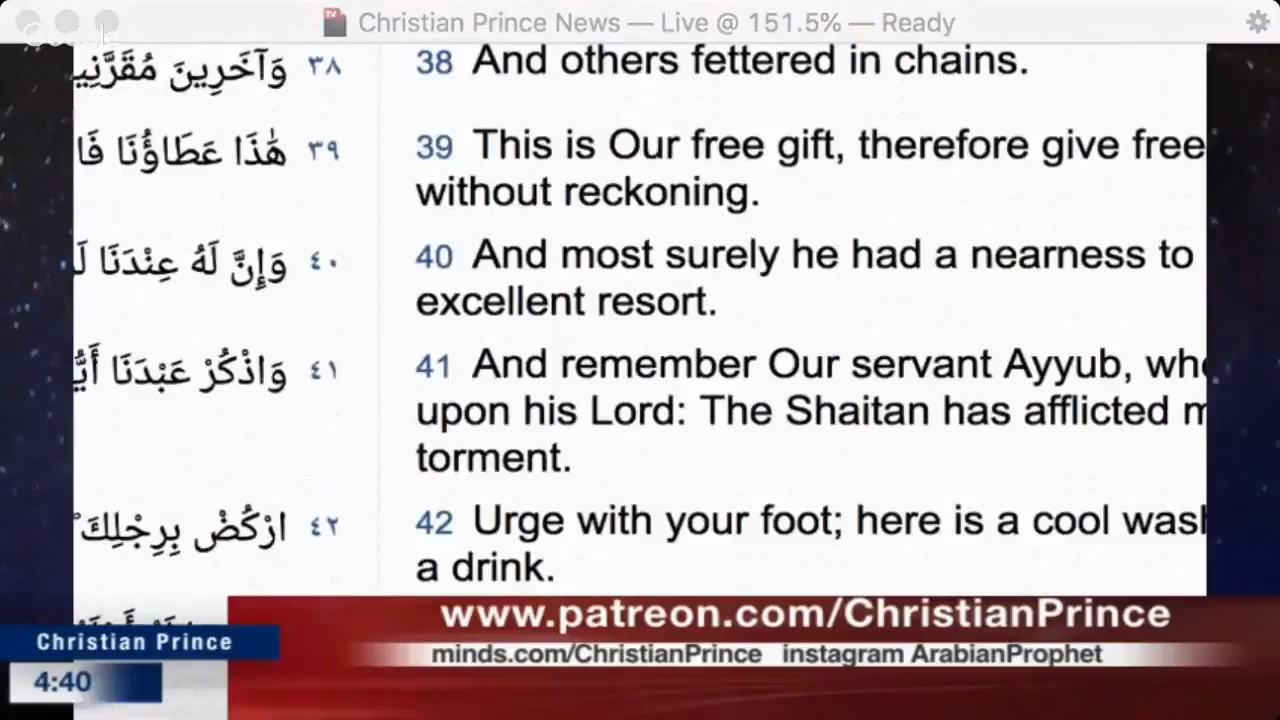 Christian Prince News — Live @ 151.5% — Ready
وَآخَرِينَ ٣٨
38 And others fettered in chains.
هَٰذَا عَطَاؤُنَا ٣٩
39 This is Our free gift, therefore give free
without reckoning.
وَإِنَّ لَهُ عِنْدَنَا ٤٠
40 And most surely he had a nearness to
excellent resort.
وَاذْكُرْ عَبْدَنَا ٤١
41 And remember Our servant Ayyub, wh
upon his Lord: The Shaitan has afflicted m
torment.
ارْكُضْ بِرِجْلِكَ ٤٢
42 Urge with your foot; here is a cool wash
a drink.
www.patreon.com/ChristianPrince
Christian Prince
minds.com/ChristianPrince instagram ArabianProphet
4:40